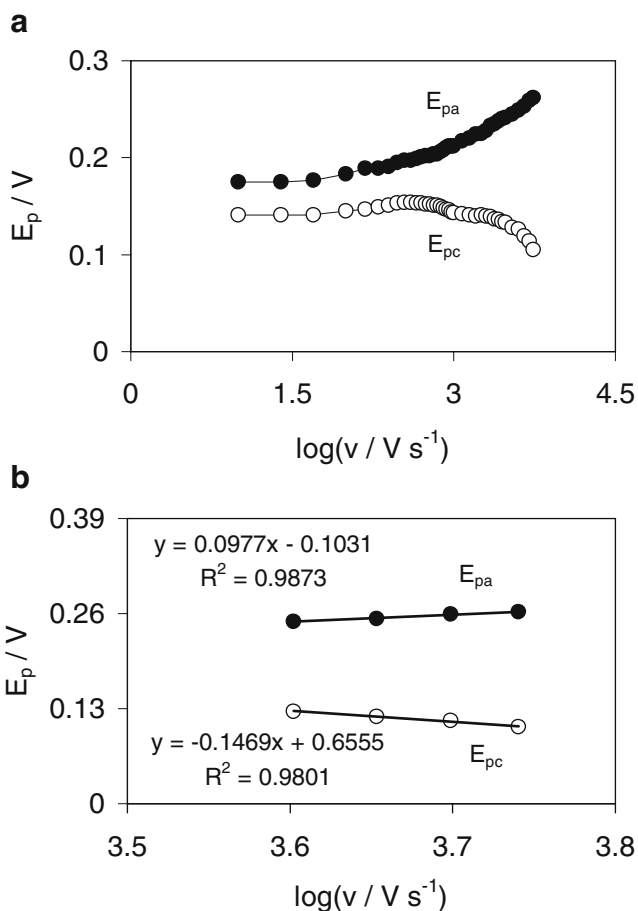 a
0.3
0.2
0.1
0
E_pa
E_pc
E_p / V
0
1.5
3
4.5
log(v / V s^-1)
b
0.39
0.26
0.13
0
y = 0.0977x - 0.1031
R^2 = 0.9873
E_pa
y = -0.1469x + 0.6555
R^2 = 0.9801
E_pc
E_p / V
3.5
3.6
3.7
3.8
log(v / V s^-1)